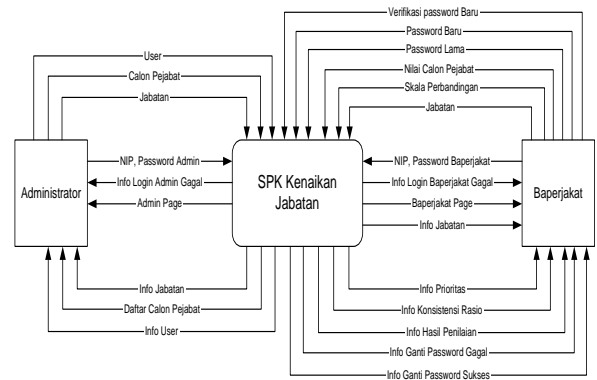 Verifikasi password Baru
Password Baru
User
Password Lama
Calon Pejabat
Nilai Calon Pejabat
Skala Perbandingan
Jabatan
Jabatan
NIP, Password Admin
NIP, Password Baperjakat
Administrator
Info Login Admin Gagal
SPK Kenaikan
Jabatan
Info Login Baperjakat Gagal
Baperjakat
Admin Page
Baperjakat Page
Info Jabatan
Info Jabatan
Info Prioritas
Daftar Calon Pejabat
Info Konsistensi Rasio
Info User
Info Hasil Penilaian
Info Ganti Password Gagal
Info Ganti Password Sukses